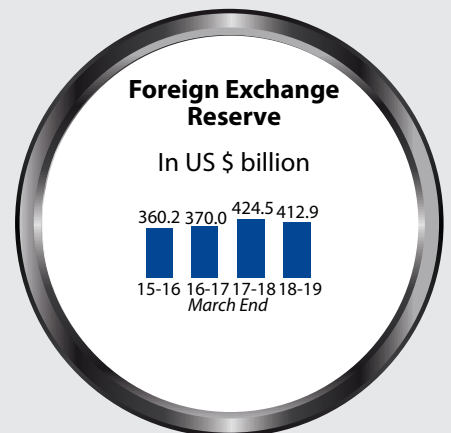 Foreign Exchange
Reserve
In US $ billion
360.2 370.0 424.5 412.9
15-16 16-17 17-18 18-19
March End